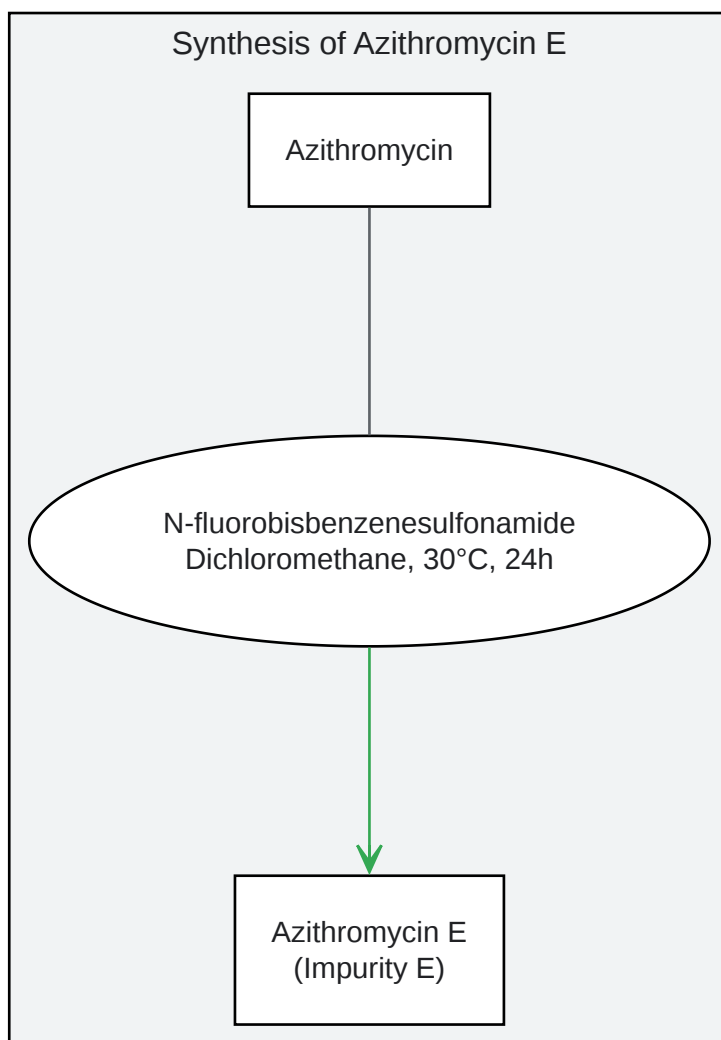 Synthesis of Azithromycin E
Azithromycin
N-fluorobisbenzenesulfonamide
Dichloromethane, 30°C, 24h
Azithromycin E
(Impurity E)